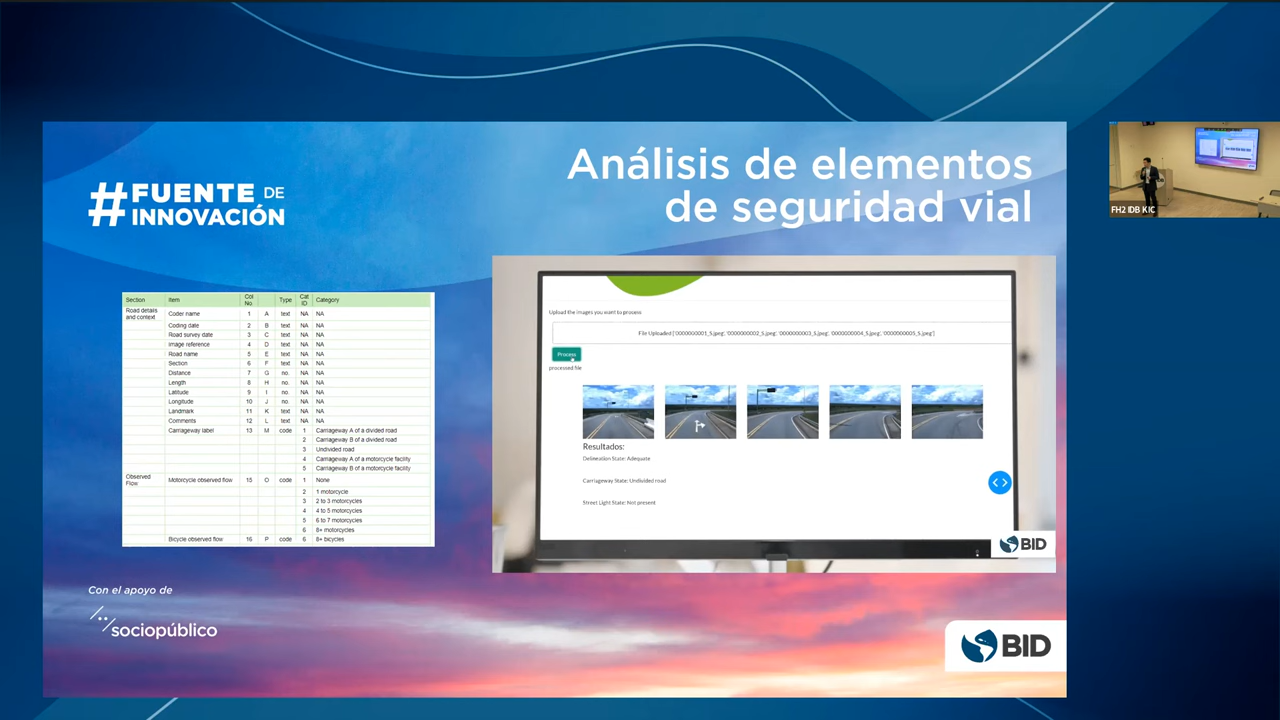 Análisis de elementos
de seguridad vial
#FUENTE DE
INNOVACIÓN
FH2 IDB KIC
Section Item Col No. Type Cat ID Category
Road details and context Coder name 1 A text NA NA
Coding date 2 B text NA NA
Road survey date 3 C text NA NA
Image reference 4 D text NA NA
Road name 5 E text NA NA
Section 6 F text NA NA
Distance 7 G no. NA NA
Length 8 H no. NA NA
Latitude 9 I no. NA NA
Longitude 10 J no. NA NA
Landmark 11 K text NA NA
Comments 12 L text NA NA
Carriageway label 13 M code 1 Carriageway A of a divided road
2 Carriageway B of a divided road
3 Undivided road
4 Carriageway A of a motorcycle facility
5 Carriageway B of a motorcycle facility
Observed Flow Motorcycle observed flow 15 O code 1 None
2 1 motorcycle
3 2 to 3 motorcycles
4 4 to 5 motorcycles
5 6 to 7 motorcycles
6 8+ motorcycles
Bicycle observed flow 16 P code 6 8+ bicycles
Upload the images you want to process
File Uploaded ['0000000001_S.jpeg', '0000000002_S.jpeg', '0000000003_S.jpeg', '0000000004_S.jpeg', '0000000005_S.jpeg']
Process
processed file
Resultados:
Delineation State: Adequate
Carriageway State: Undivided road
Street Light State: Not present
BID
Con el apoyo de
sociopúblico
BID